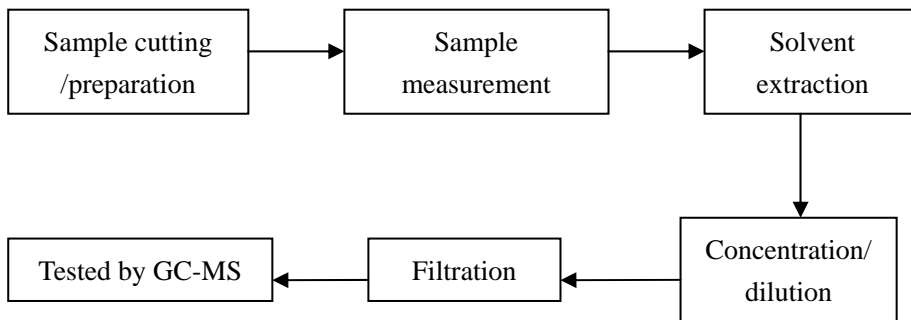 Sample cutting
/preparation
Sample
measurement
Solvent
extraction
Concentration/
dilution
Filtration
Tested by GC-MS